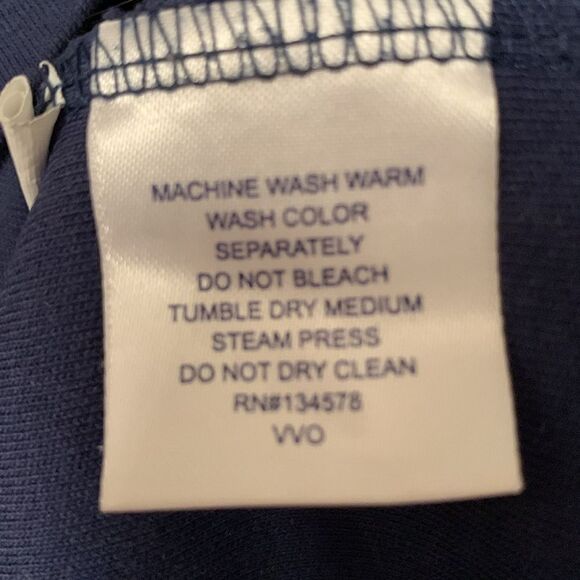 MACHINE WASH WARM
WASH COLOR
SEPARATELY
DO NOT BLEACH
TUMBLE DRY MEDIUM
STEAM PRESS
DO NOT DRY CLEAN
RN#134578
VVO